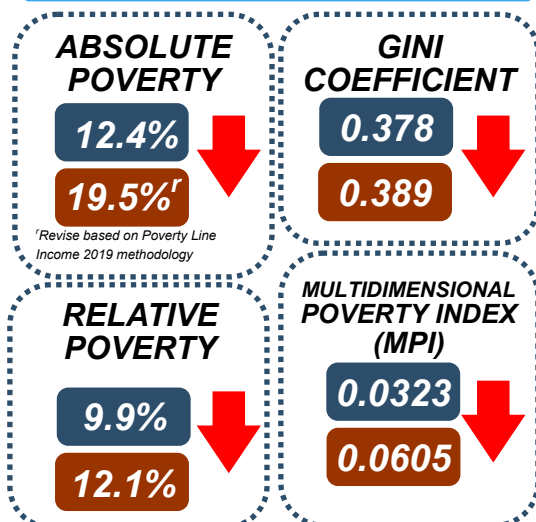 ABSOLUTE
POVERTY
12.4%
19.5%r
rRevise based on Poverty Line
Income 2019 methodology
GINI
COEFFICIENT
0.378
0.389
RELATIVE
POVERTY
9.9%
12.1%
MULTIDIMENSIONAL
POVERTY INDEX
(MPI)
0.0323
0.0605